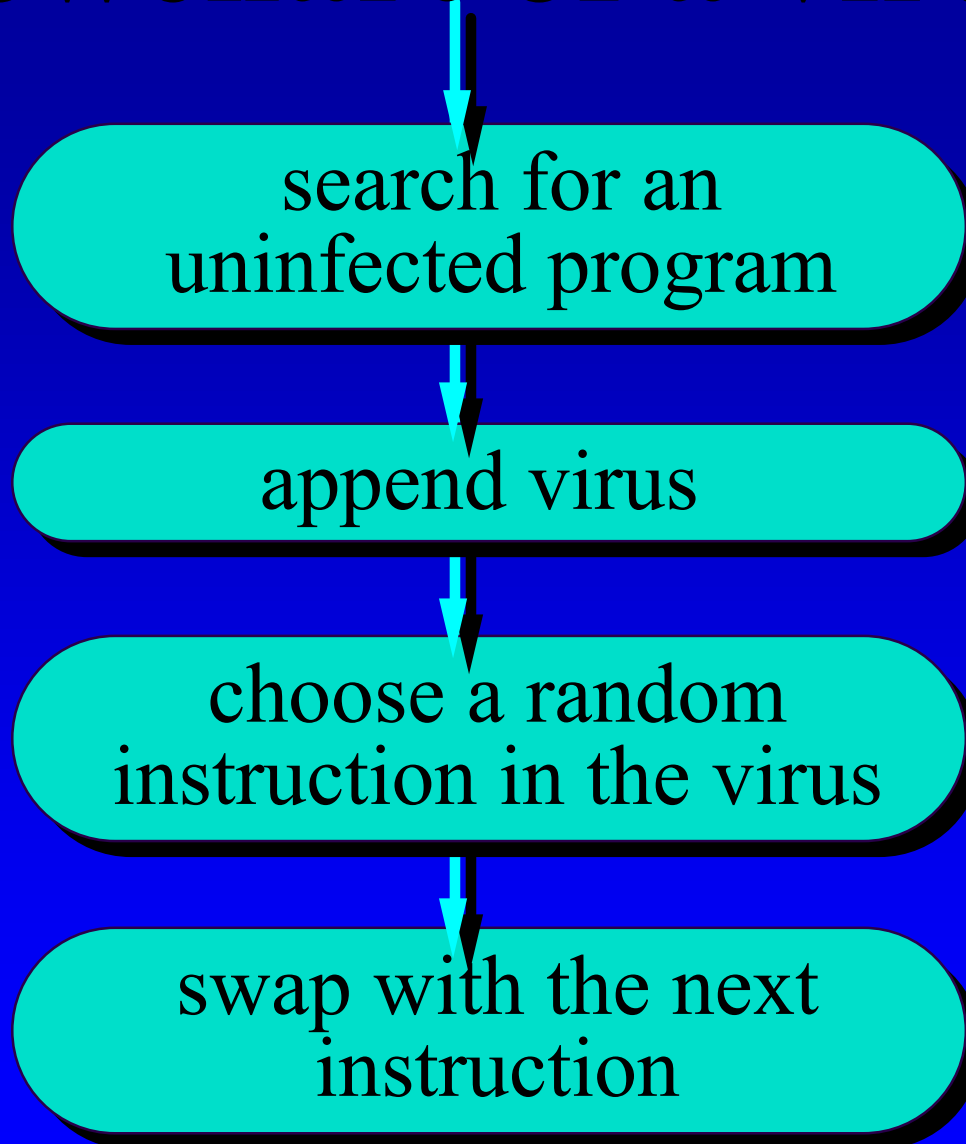 search for an
uninfected program
append virus
choose a random
instruction in the virus
swap with the next
instruction